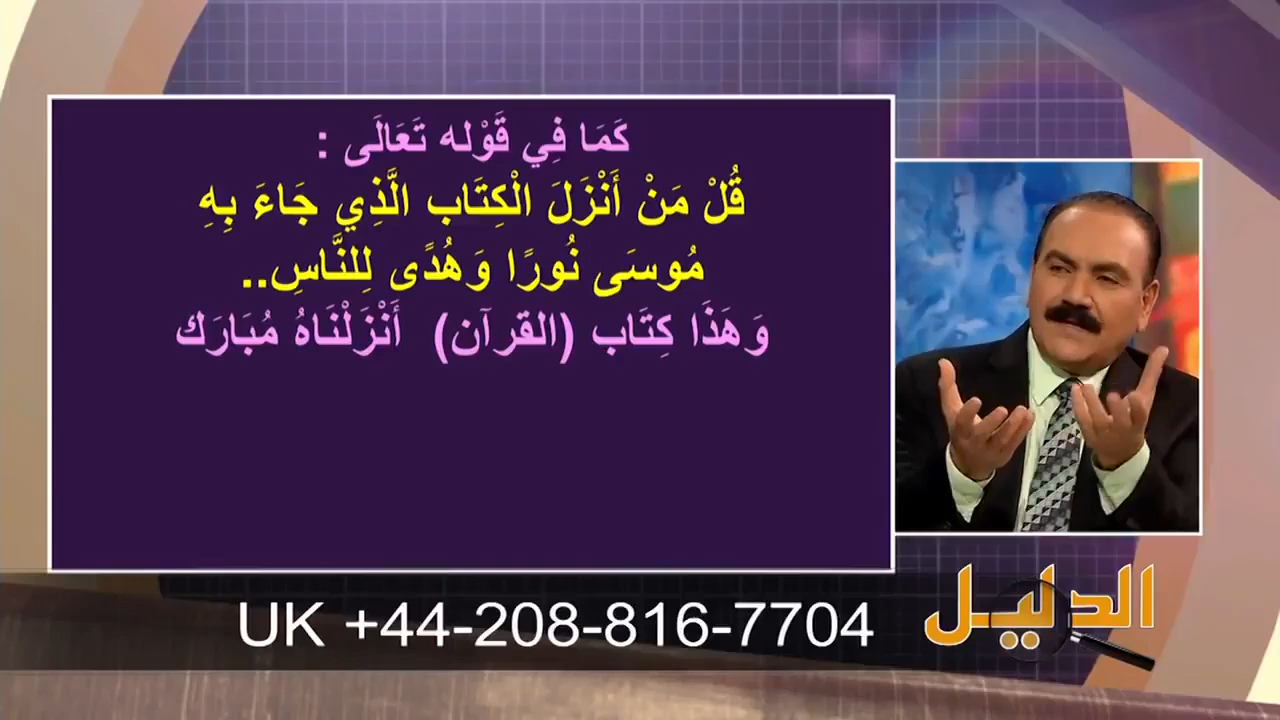 كَمَا فِي قَوْله تَعَالَى :
قُلْ مَنْ أَنْزَلَ الْكِتَاب الَّذِي جَاءَ بِهِ
مُوسَى نُورًا وَهُدًى لِلنَّاسِ..
وَهَذَا كِتَاب (القرآن) أَنْزَلْنَاهُ مُبَارَك
UK +44-208-816-7704
الدليل